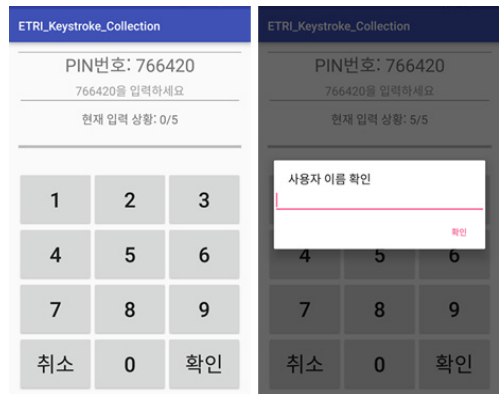 ETRI_Keystroke_Collection
PIN번호: 766420
766420을 입력하세요
현재 입력 상황: 0/5
1 2 3
4 5 6
7 8 9
취소 0 확인
ETRI_Keystroke_Collection
PIN번호: 766420
766420을 입력하세요
현재 입력 상황: 5/5
사용자 이름 확인
확인
4 5 6
7 8 9
취소 0 확인